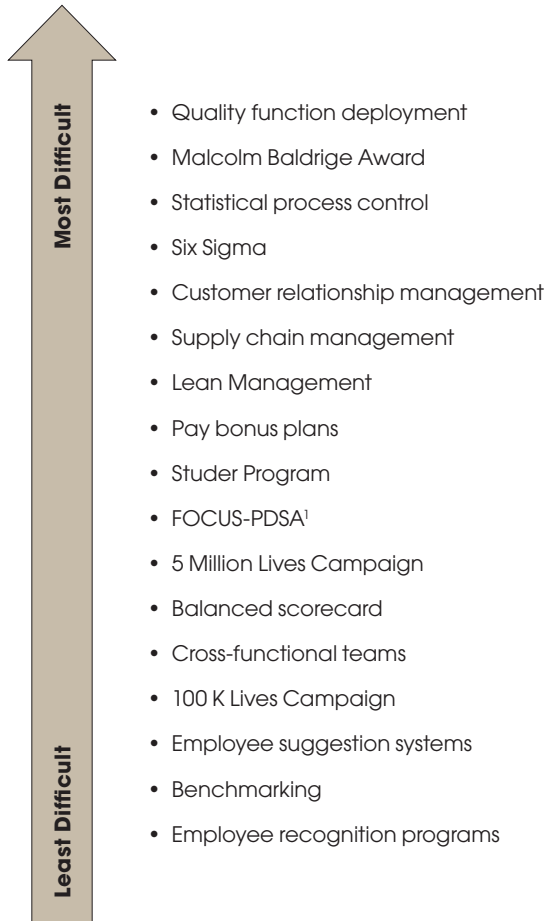 Most Difficult
• Quality function deployment
• Malcolm Baldrige Award
• Statistical process control
• Six Sigma
• Customer relationship management
• Supply chain management
• Lean Management
• Pay bonus plans
• Studer Program
• FOCUS-PDSA¹
• 5 Million Lives Campaign
• Balanced scorecard
• Cross-functional teams
• 100 K Lives Campaign
• Employee suggestion systems
• Benchmarking
• Employee recognition programs
Least Difficult